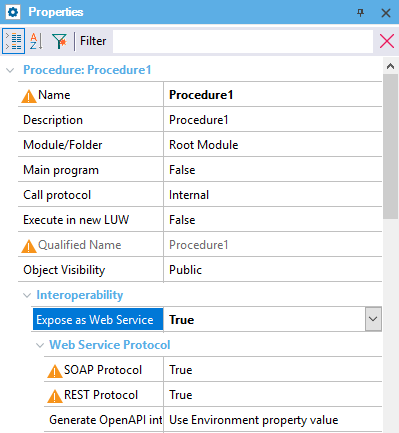 Properties
Filter
Procedure: Procedure1
Name Procedure1
Description Procedure1
Module/Folder Root Module
Main program False
Call protocol Internal
Execute in new LUW False
Qualified Name Procedure1
Object Visibility Public
Interoperability
Expose as Web Service True
Web Service Protocol
SOAP Protocol True
REST Protocol True
Generate OpenAPI int Use Environment property value